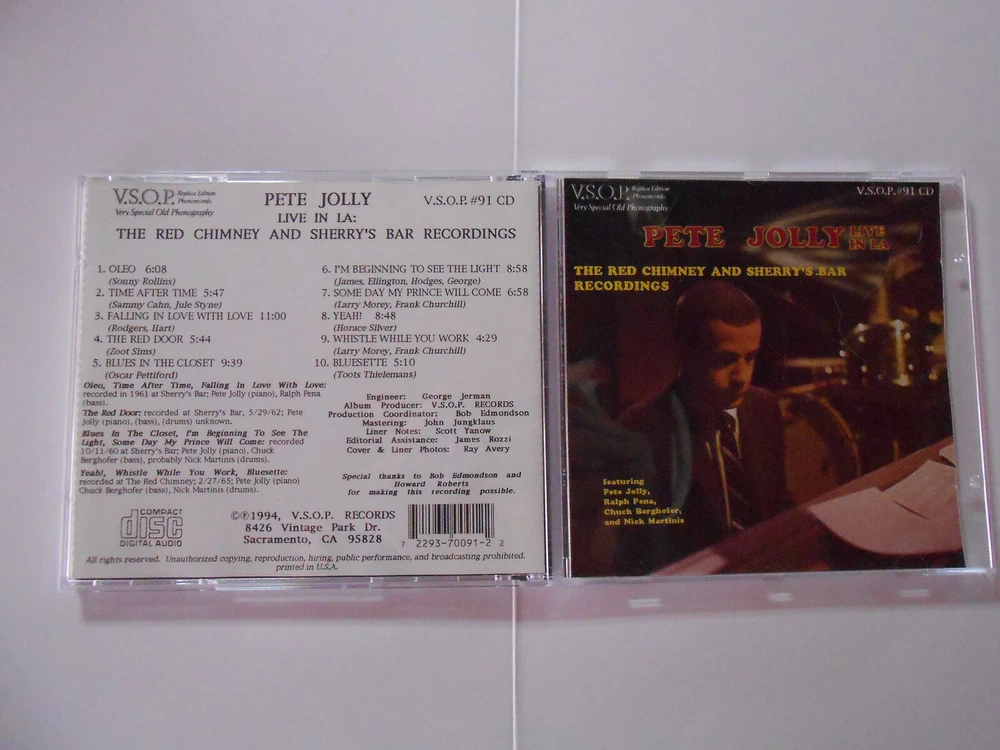 V.S.O.P. Replica Edition
Phonorecords
Very Special Old Phonography
PETE JOLLY
V.S.O.P. #91 CD
LIVE IN LA:
THE RED CHIMNEY AND SHERRY'S BAR RECORDINGS
1. OLEO 6:08
(Sonny Rollins)
2. TIME AFTER TIME 5:47
(Sammy Cahn, Jule Styne)
3. FALLING IN LOVE WITH LOVE 11:00
(Rodgers, Hart)
4. THE RED DOOR 5:44
(Zoot Sims)
5. BLUES IN THE CLOSET 9:39
(Oscar Pettiford)
6. I'M BEGINNING TO SEE THE LIGHT 8:58
(James, Ellington, Hodges, George)
7. SOME DAY MY PRINCE WILL COME 6:58
(Larry Morey, Frank Churchill)
8. YEAH! 8:48
(Horace Silver)
9. WHISTLE WHILE YOU WORK 4:29
(Larry Morey, Frank Churchill)
10. BLUESETTE 5:10
(Toots Thielemans)
Oleo, Time After Time, Falling In Love With Love:
recorded in 1961 at Sherry's Bar; Pete Jolly (piano), Ralph Pena
(bass).
The Red Door: recorded at Sherry's Bar, 5/29/62; Pete
Jolly (piano), (bass), (drums) unknown.
Blues In The Closet, I'm Beginning To See The
Light, Some Day My Prince Will Come: recorded
10/11/60 at Sherry's Bar; Pete Jolly (piano), Chuck
Berghofer (bass), probably Nick Martinis (drums).
Yeah!, Whistle While You Work, Bluesette:
recorded at The Red Chimney; 2/27/65; Pete Jolly (piano)
Chuck Berghofer (bass), Nick Martinis (drums).
Engineer: George Jerman
Album Producer: V.S.O.P. RECORDS
Production Coordinator: Bob Edmondson
Mastering: John Jungklaus
Liner Notes: Scott Yanow
Editorial Assistance: James Rozzi
Cover & Liner Photos: Ray Avery
Special thanks to Bob Edmondson and
Howard Roberts
for making this recording possible.
COMPACT
disc
DIGITAL AUDIO
©℗1994, V.S.O.P. RECORDS
8426 Vintage Park Dr.
Sacramento, CA 95828
7 2293-70091-2 2
All rights reserved. Unauthorized copying, reproduction, hiring, public performance, and broadcasting prohibited.
printed in U.S.A.
V.S.O.P. Replica Edition
Phonorecords
Very Special Old Phonography
V.S.O.P. #91 CD
PETE JOLLY LIVE
IN LA
THE RED CHIMNEY AND SHERRY'S BAR
RECORDINGS
featuring
Pete Jolly,
Ralph Pena,
Chuck Berghofer,
and Nick Martinis